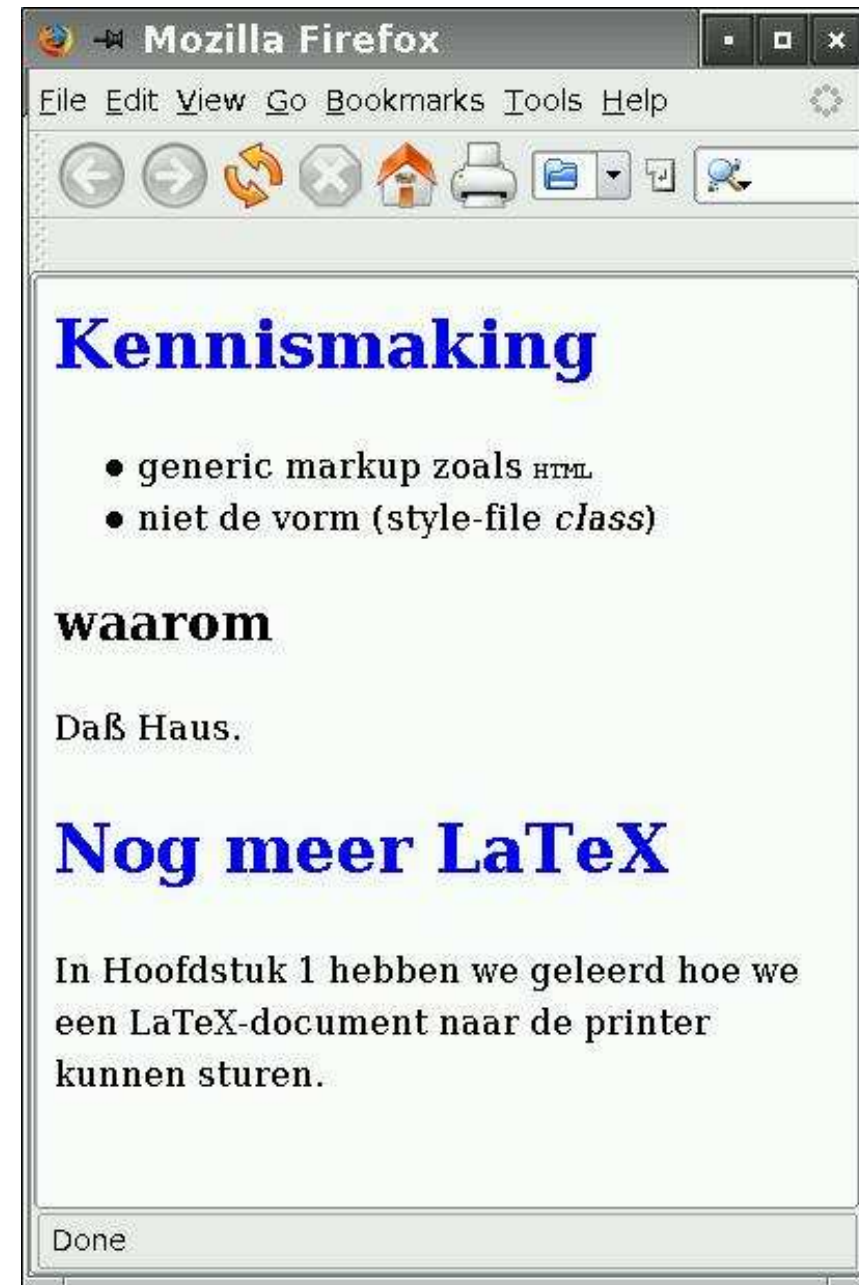 Mozilla Firefox
File Edit View Go Bookmarks Tools Help
Kennismaking
• generic markup zoals HTML
• niet de vorm (style-file class)
waarom
Daß Haus.
Nog meer LaTeX
In Hoofdstuk 1 hebben we geleerd hoe we
een LaTeX-document naar de printer
kunnen sturen.
Done